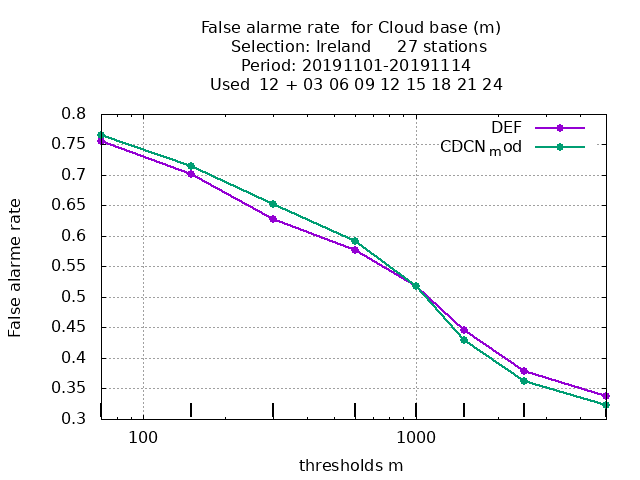 False alarme rate  for Cloud base (m)
Selection: Ireland     27 stations
Period: 20191101-20191114
Used  12 + 03 06 09 12 15 18 21 24
DEF
CDCNmod
0.8
0.75
0.7
0.65
0.6
0.55
0.5
0.45
0.4
0.35
0.3
False alarme rate
100
1000
thresholds m